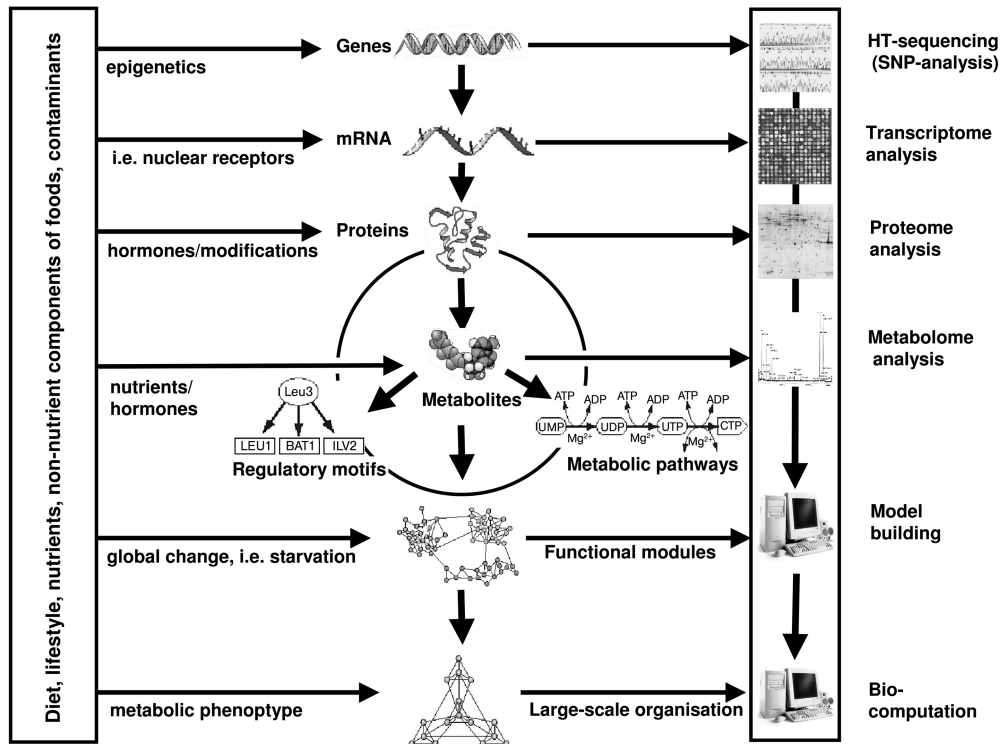 Diet, lifestyle, nutrients, non-nutrient components of foods, contaminants
epigenetics
Genes
HT-sequencing
(SNP-analysis)
i.e. nuclear receptors
mRNA
Transcriptome
analysis
hormones/modifications
Proteins
Proteome
analysis
nutrients/
hormones
Metabolites
Metabolome
analysis
Leu3
LEU1 BAT1 ILV2
Regulatory motifs
ATP ADP ATP ADP ATP ADP
UMP UDP UTP CTP
Mg2+ Mg2+ Mg2+
Metabolic pathways
global change, i.e. starvation
Functional modules
Model
building
metabolic phenoptype
Large-scale organisation
Bio-
computation